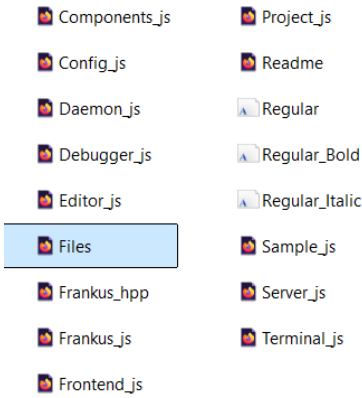 Components_js
Config_js
Daemon_js
Debugger_js
Editor_js
Files
Frankus_hpp
Frankus_js
Frontend_js
Project_js
Readme
Regular
Regular_Bold
Regular_Italic
Sample_js
Server_js
Terminal_js